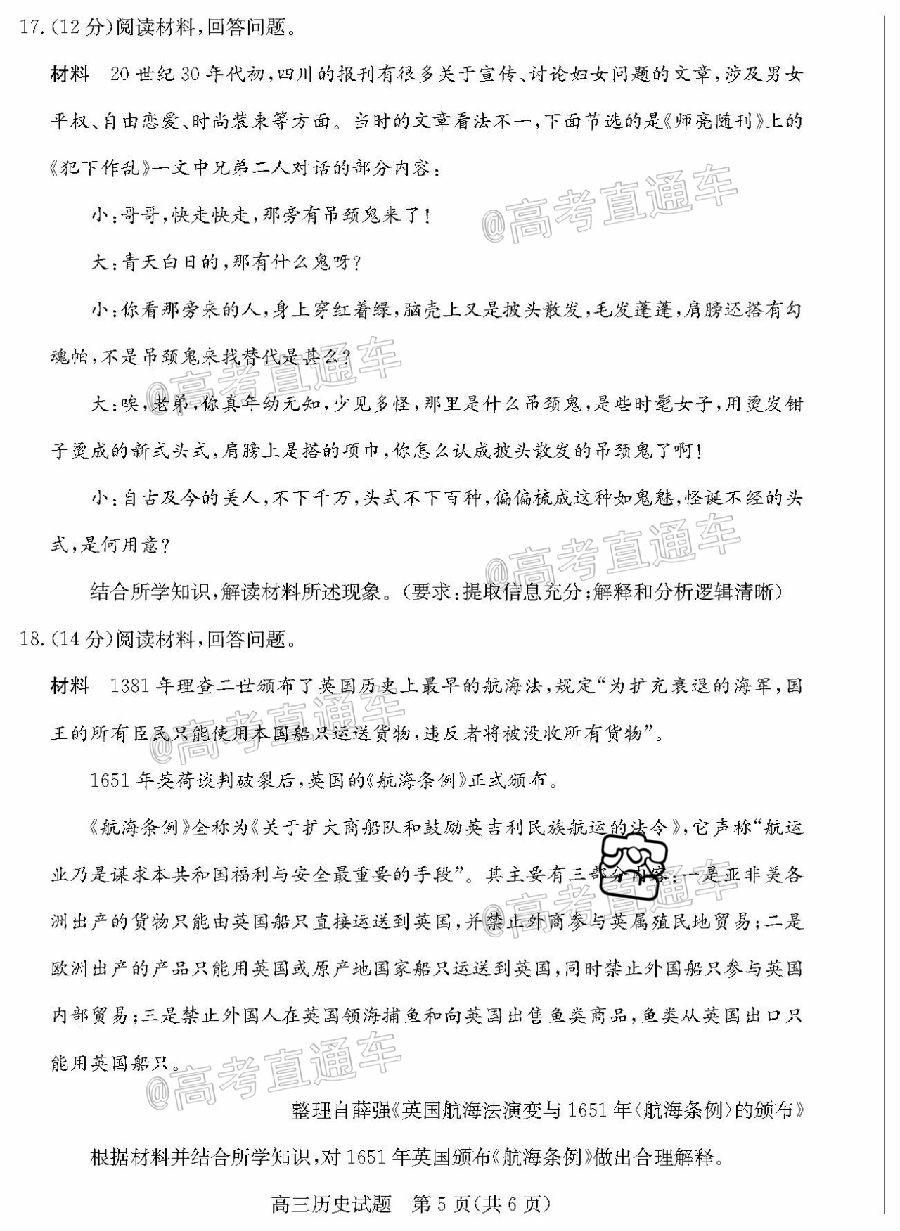 17.(12分)阅读材料,回答问题。
材料 20世纪30年代初,四川的报刊有很多关于宣传、讨论妇女问题的文章,涉及男女
平权、自由恋爱、时尚装束等方面。当时的文章看法不一,下面节选的是《师亮随刊》上的
《犯下作乱》一文中兄弟二人对话的部分内容:
小:哥哥,快走快走,那旁有吊颈鬼来了!
@高考直通车
大:青天白日的,那有什么鬼呀?
小:你看那旁来的人,身上穿红着绿,脑壳上又是披头散发,毛发蓬蓬,肩膀还搭有勾
魂帕,不是吊颈鬼来找替代是甚么?
@高考直通车
大:唉,老弟,你真年幼无知,少见多怪,那里是什么吊颈鬼,是些时髦女子,用烫发钳
子烫成的新式头式,肩膀上是搭的项巾,你怎么认成披头散发的吊颈鬼了啊!
小:自古及今的美人,不下千万,头式不下百种,偏偏梳成这种如鬼魅,怪诞不经的头
式,是何用意?
@高考直通车
结合所学知识,解读材料所述现象。(要求:提取信息充分;解释和分析逻辑清晰)
18.(14分)阅读材料,回答问题。
材料 1381年理查二世颁布了英国历史上最早的航海法,规定“为扩充衰退的海军,国
王的所有臣民只能使用本国船只运送货物,违反者将被没收所有货物”。
@高考直通车
1651年英荷谈判破裂后,英国的《航海条例》正式颁布。
《航海条例》全称为《关于扩大商船队和鼓励英吉利民族航运的法令》,它声称“航运
业乃是谋求本共和国福利与安全最重要的手段”。其主要有三部分内容:一是亚非美各
洲出产的货物只能由英国船只直接运送到英国,并禁止外商参与英属殖民地贸易;二是
@高考直通车
欧洲出产的产品只能用英国或原产地国家船只运送到英国,同时禁止外国船只参与英国
内部贸易;三是禁止外国人在英国领海捕鱼和向英国出售鱼类商品,鱼类从英国出口只
能用英国船只。
@高考直通车
整理自薛强《英国航海法演变与1651年〈航海条例〉的颁布》
根据材料并结合所学知识,对1651年英国颁布《航海条例》做出合理解释。
高三历史试题 第5页(共6页)